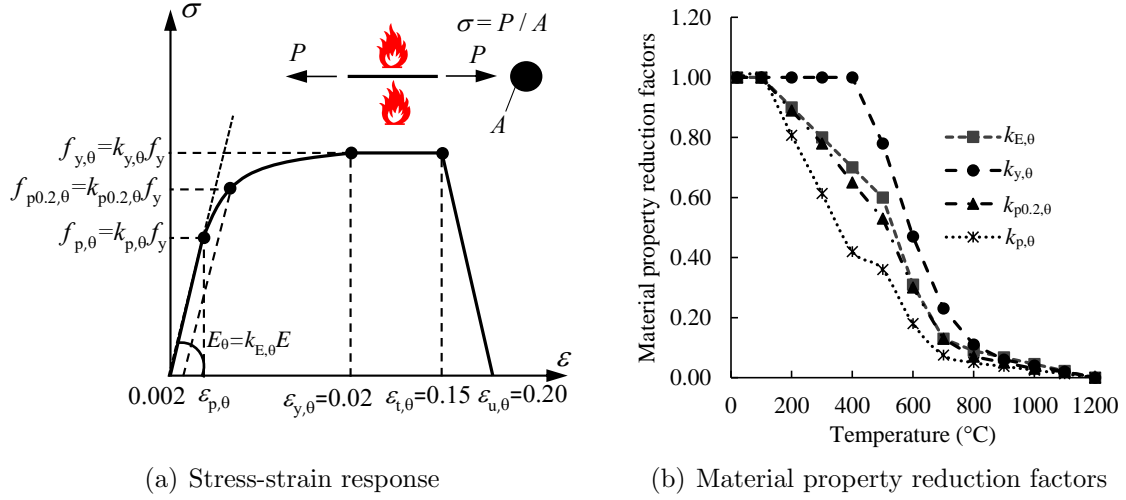 σ
σ=P / A
P
P
A
f_y,θ=k_y,θ f_y
f_p0.2,θ=k_p0.2,θ f_y
f_p,θ=k_p,θ f_y
E_θ=k_E,θ E
ε
0.002 ε_p,θ ε_y,θ=0.02 ε_t,θ=0.15 ε_u,θ=0.20
(a) Stress-strain response
Material property reduction factors
1.20
1.00
0.80
0.60
0.40
0.20
0.00
k_E,θ
k_y,θ
k_p0.2,θ
k_p,θ
0 200 400 600 800 1000 1200
Temperature (°C)
(b) Material property reduction factors